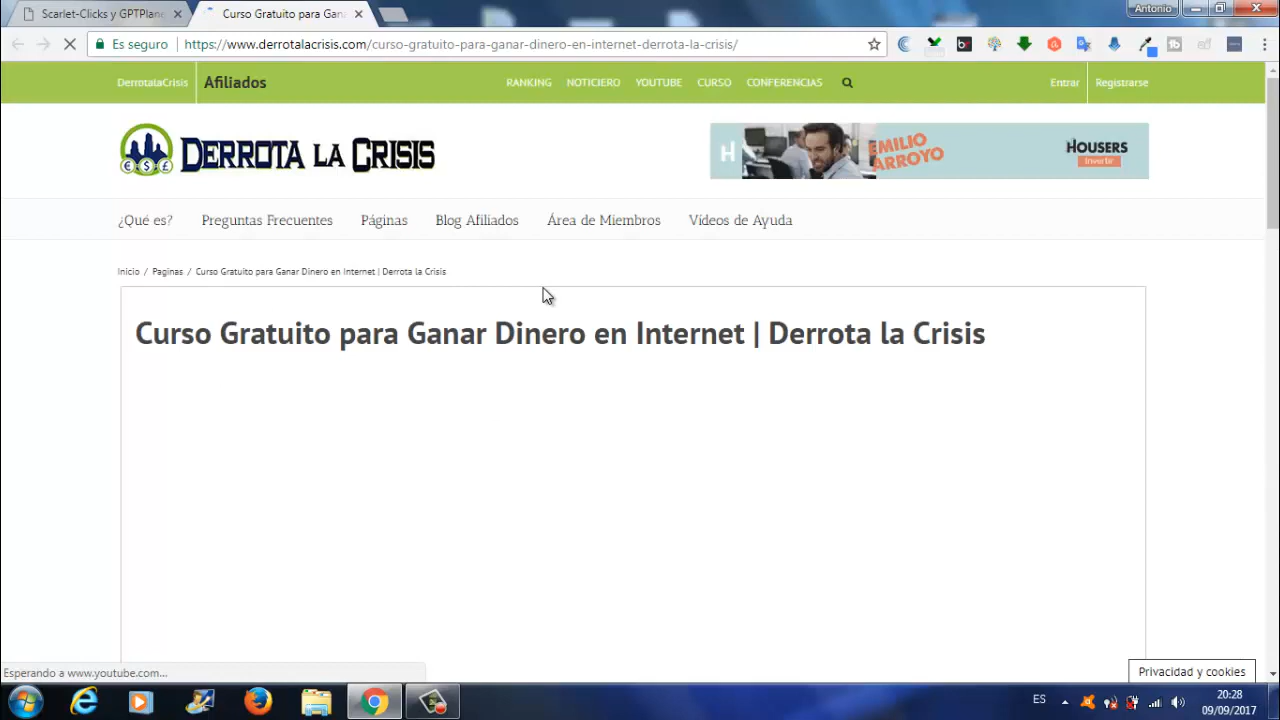 Scarlet-Clicks y GPTPlan
Curso Gratuito para Gana
Antonio
Es seguro
https://www.derrotalacrisis.com/curso-gratuito-para-ganar-dinero-en-internet-derrota-la-crisis/
DerrotalaCrisis
Afiliados
RANKING
NOTICIERO
YOUTUBE
CURSO
CONFERENCIAS
Entrar
Registrarse
€ $ £
DERROTA LA CRISIS
H
EMILIO
ARROYO
HOUSERS
Invertir
¿Qué es?
Preguntas Frecuentes
Páginas
Blog Afiliados
Área de Miembros
Vídeos de Ayuda
Inicio / Paginas / Curso Gratuito para Ganar Dinero en Internet | Derrota la Crisis
Curso Gratuito para Ganar Dinero en Internet | Derrota la Crisis
Esperando a www.youtube.com...
Privacidad y cookies
ES
20:28
09/09/2017